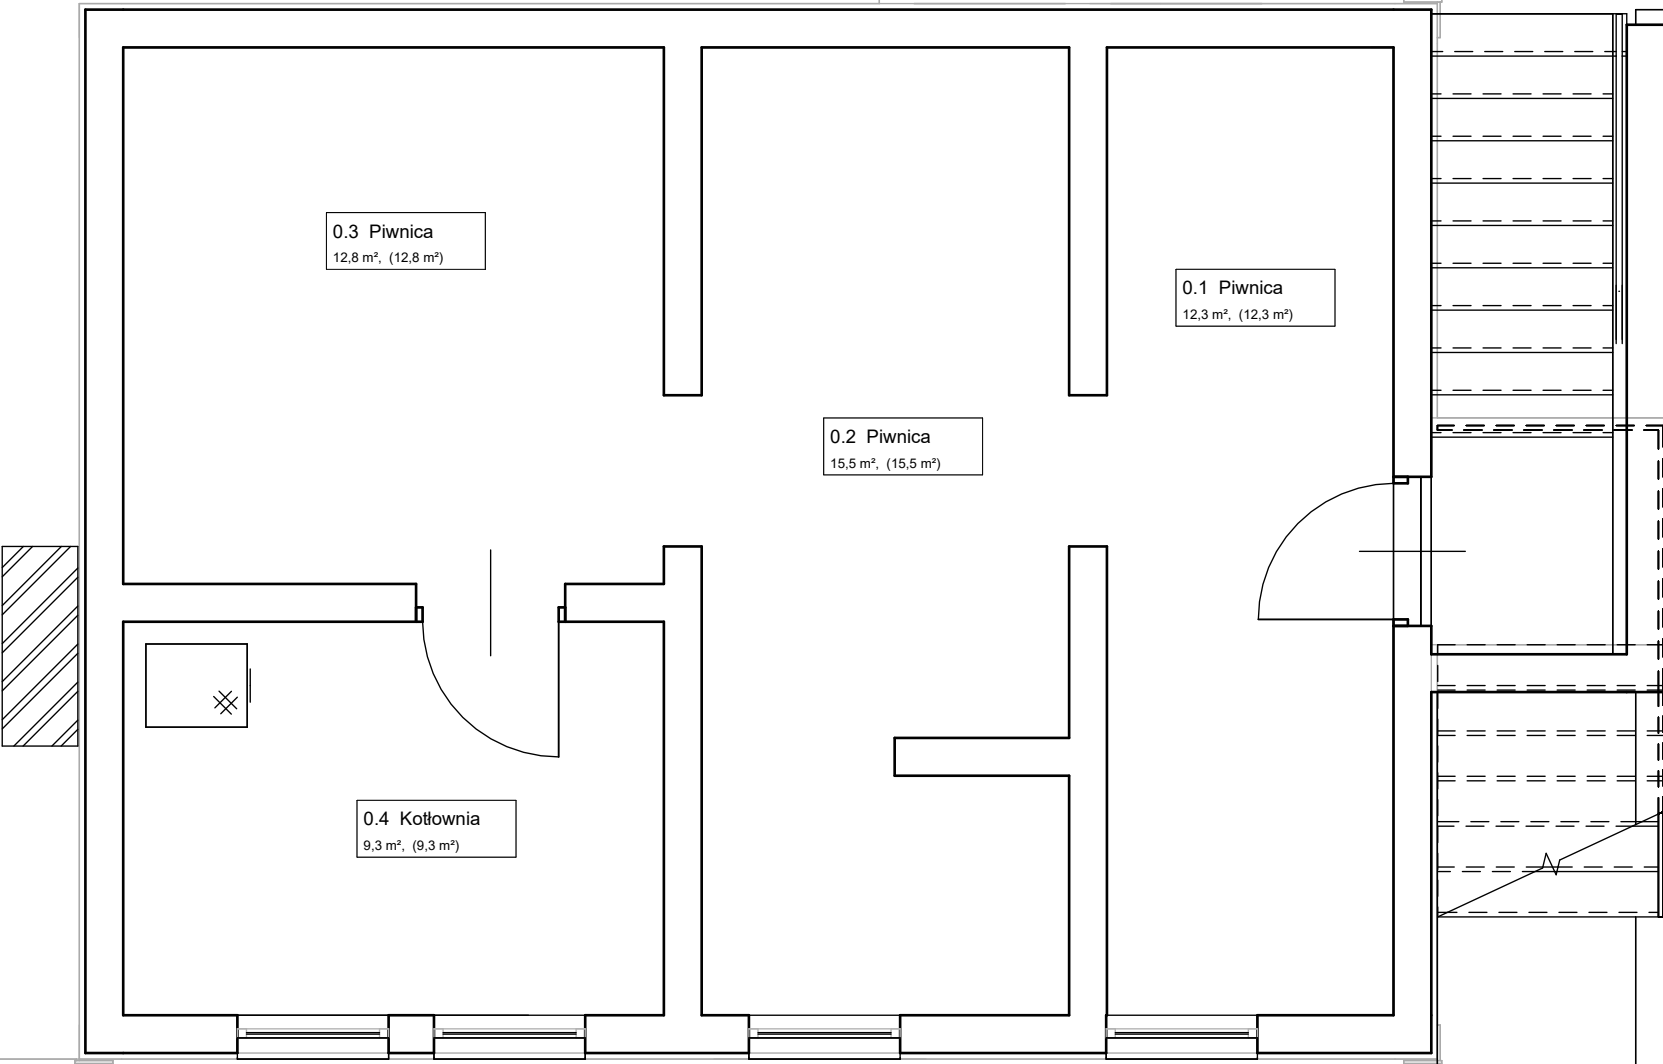 0.3 Piwnica
12,8 m², (12,8 m²)
0.1 Piwnica
12,3 m², (12,3 m²)
0.2 Piwnica
15,5 m², (15,5 m²)
0.4 Kotłownia
9,3 m², (9,3 m²)